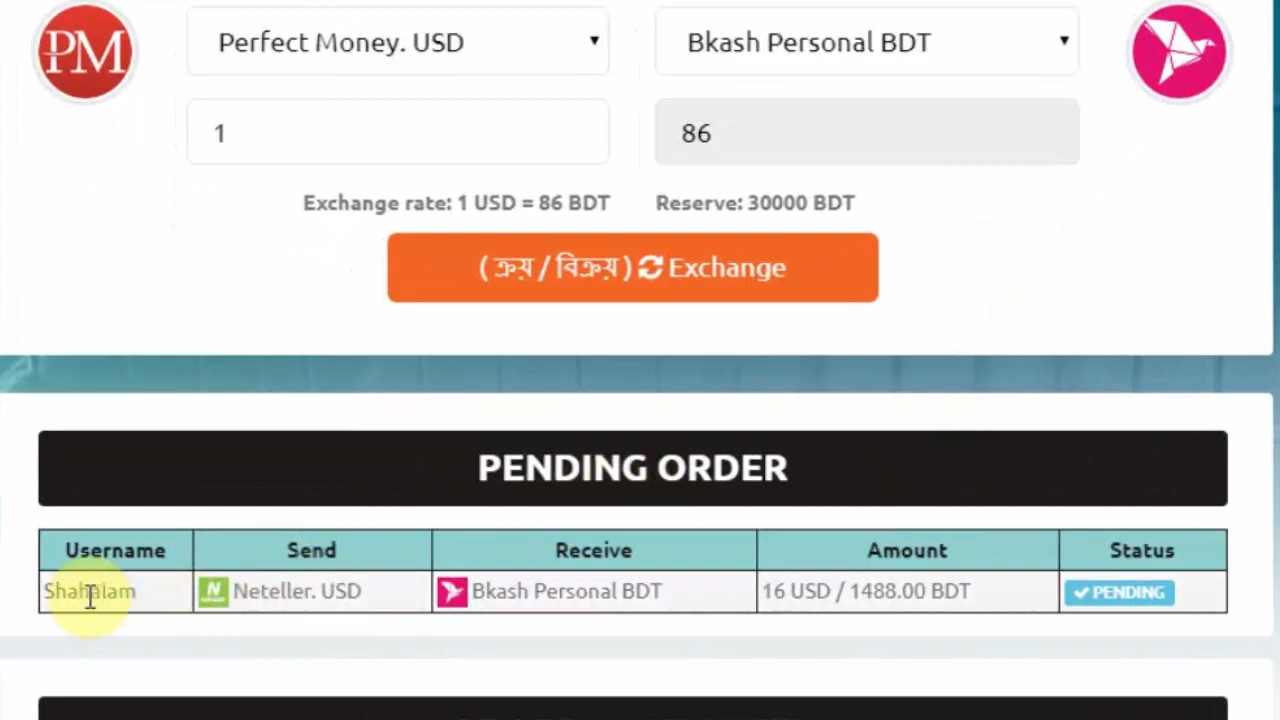 PM
Perfect Money. USD
Bkash Personal BDT
1
86
Exchange rate: 1 USD = 86 BDT
Reserve: 30000 BDT
( ক্রয় / বিক্রয় ) Exchange
PENDING ORDER
Username Send Receive Amount Status
Shahalam N Neteller. USD Bkash Personal BDT 16 USD / 1488.00 BDT PENDING